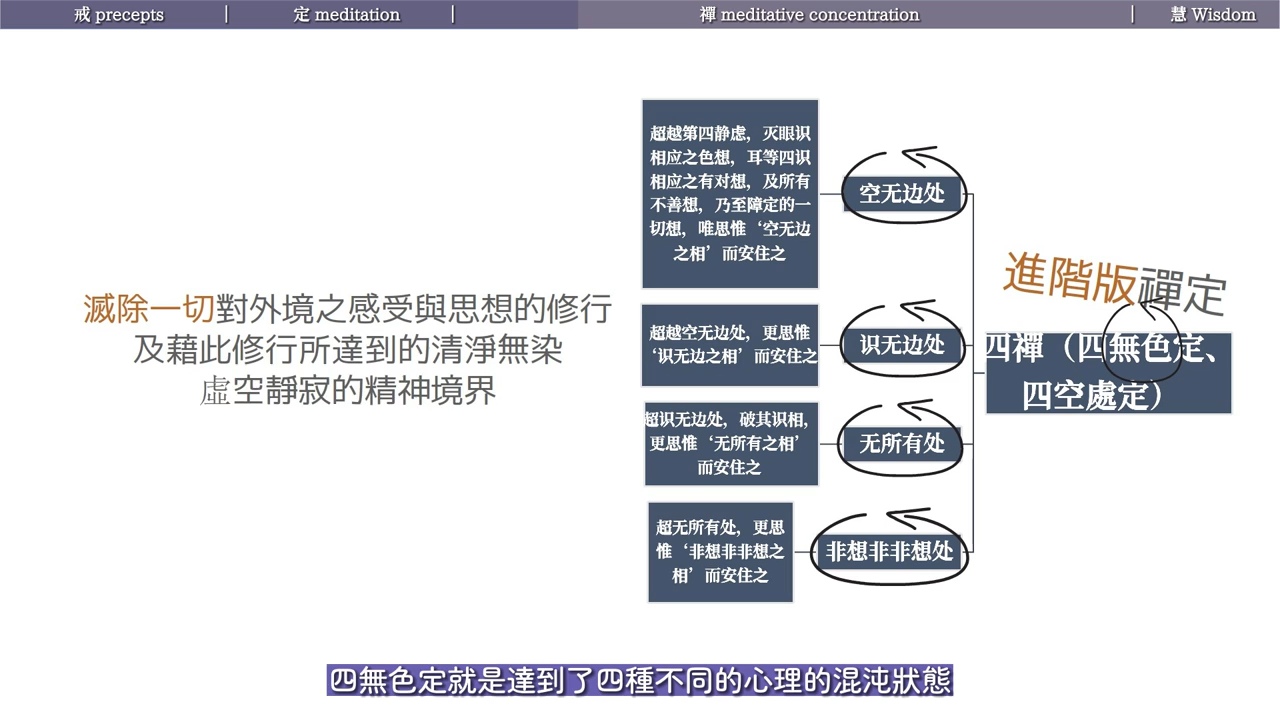 戒 precepts | 定 meditation | 禪 meditative concentration | 慧 Wisdom
滅除一切對外境之感受與思想的修行
及藉此修行所達到的清淨無染
虛空靜寂的精神境界
超越第四静虑，灭眼识
相应之色想，耳等四识
相应之有对想，及所有
不善想，乃至障定的一
切想，唯思惟‘空无边
之相’而安住之
空无边处
超越空无边处，更思惟
‘识无边之相’而安住之
识无边处
超识无边处，破其识相，
更思惟‘无所有之相’
而安住之
无所有处
超无所有处，更思
惟‘非想非非想之
相’而安住之
非想非非想处
進階版禪定
四禪（四無色定、
四空處定）
四無色定就是達到了四種不同的心理的混沌狀態